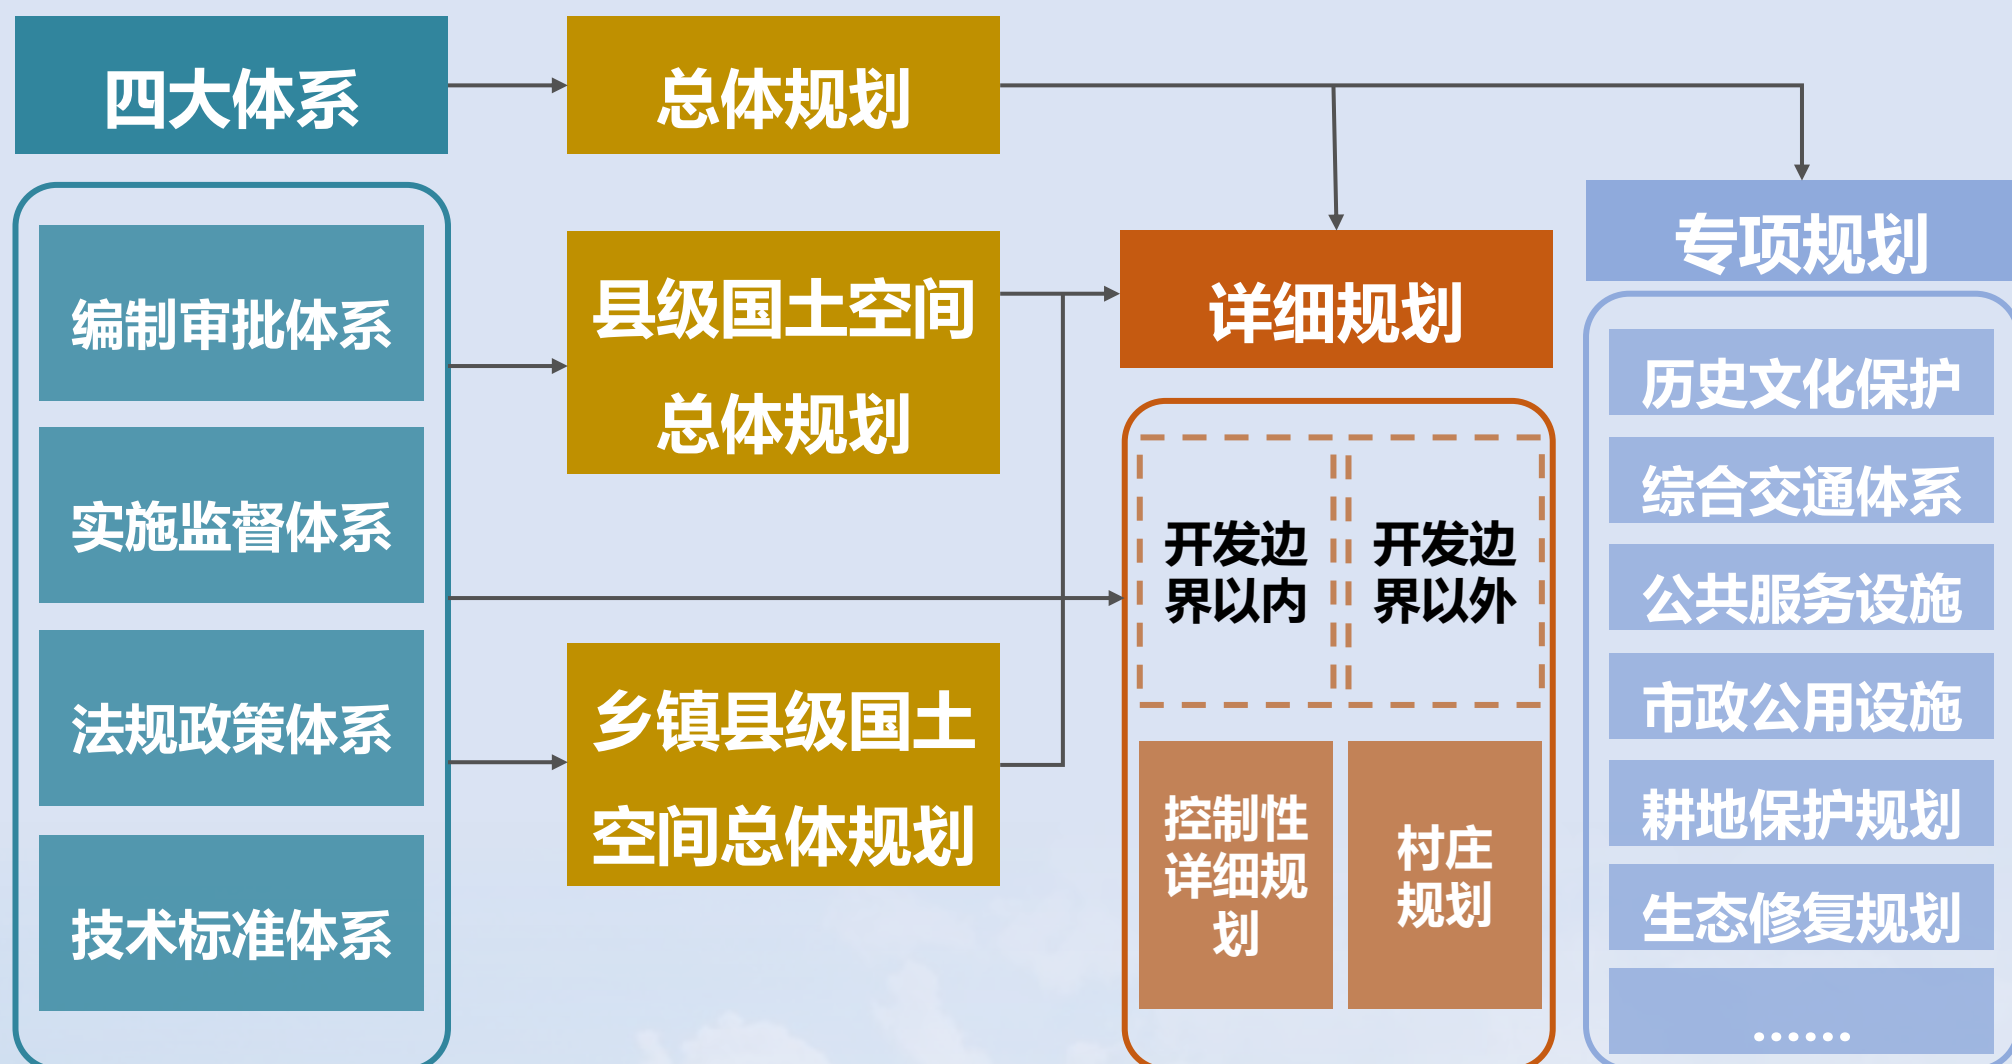 四大体系
编制审批体系
实施监督体系
法规政策体系
技术标准体系
总体规划
县级国土空间
总体规划
乡镇县级国土
空间总体规划
详细规划
开发边
界以内
开发边
界以外
控制性
详细规
划
村庄
规划
专项规划
历史文化保护
综合交通体系
公共服务设施
市政公用设施
耕地保护规划
生态修复规划
……